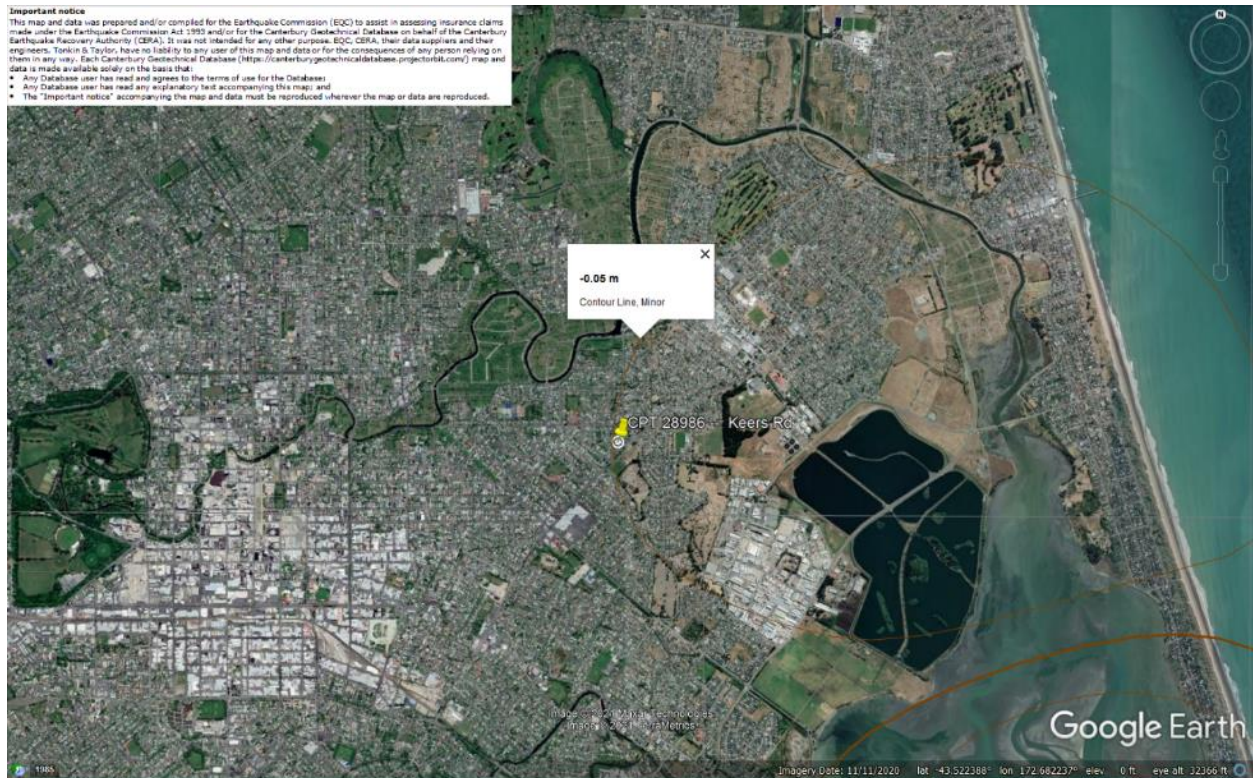 Important notice
This map and data was prepared and/or compiled for the Earthquake Commission (EQC) to assist in assessing insurance claims
made under the Earthquake Commission Act 1993 and/or for the Canterbury Geotechnical Database on behalf of the Canterbury
Earthquake Recovery Authority (CERA). It was not intended for any other purpose. EQC, CERA, their data suppliers and their
engineers, Tonkin & Taylor, have no liability to any user of this map and data or for the consequences of any person relying on
them in any way. Each Canterbury Geotechnical Database (https://canterburygeotechnicaldatabase.projectorbit.com/) map and
data is made available solely on the basis that:
• Any Database user has read and agrees to the terms of use for the Database;
• Any Database user has read any explanatory text accompanying this map; and
• The "Important notice" accompanying the map and data must be reproduced wherever the map or data are reproduced.
N
-0.05 m
Contour Line, Minor
CPT 28986 Keers Rd
Image Technologies
Image
Google Earth
1985
Imagery Date: 11/11/2020 lat -43.522388° lon 172.682237° elev 0 ft eye alt 32366 ft